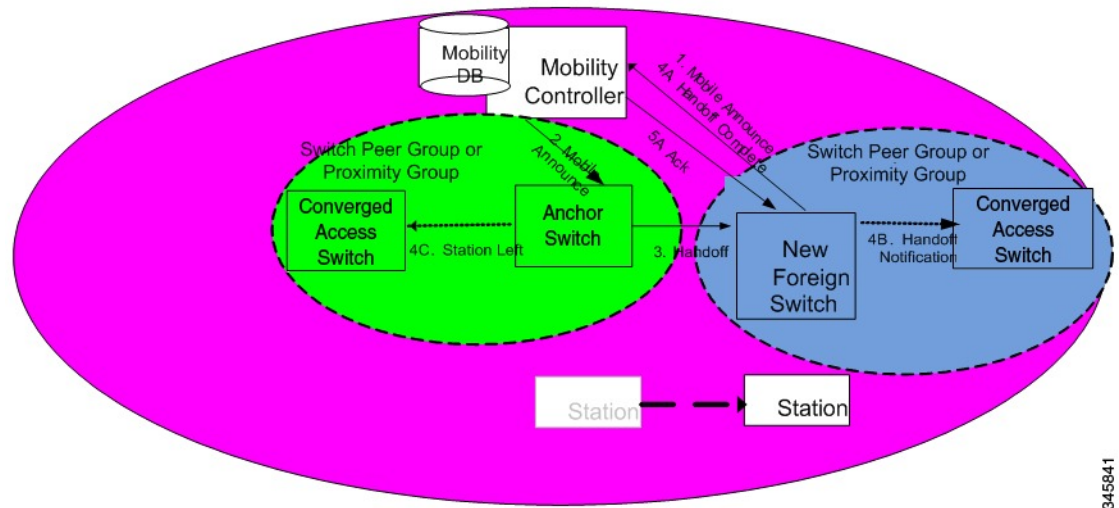 Mobility
DB
Mobility
Controller
1. Mobile Announce
4A. Handoff Complete
5A Ack
2. Mobile
Announce
Switch Peer Group or
Proximity Group
Converged
Access
Switch
4C. Station Left
Anchor
Switch
3. Handoff
Switch Peer Group or
Proximity Group
New
Foreign
Switch
4B. Handoff
Notification
Converged
Access
Switch
Station
Station
345841